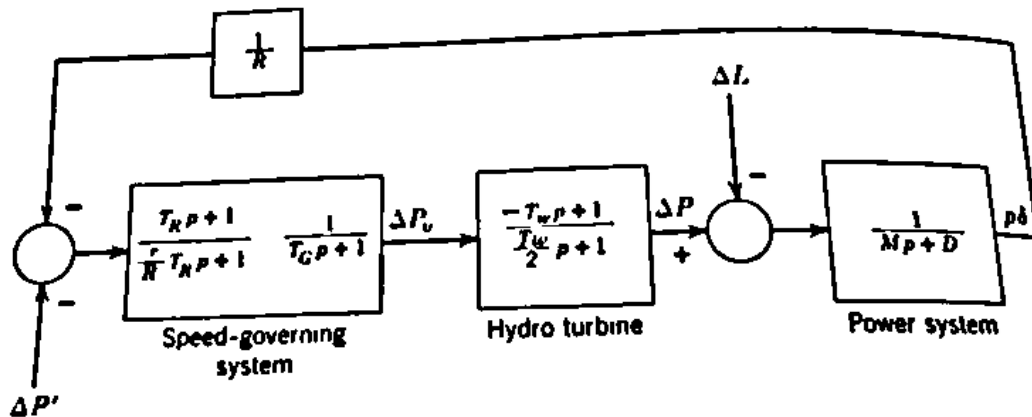 1
R
ΔL
−
−
T_R p + 1
r/R T_R p + 1
1
T_G p + 1
ΔP_v
−T_w p + 1
T_w/2 p + 1
ΔP
+
1
Mp + D
pδ
−
Speed-governing
system
Hydro turbine
Power system
ΔP'